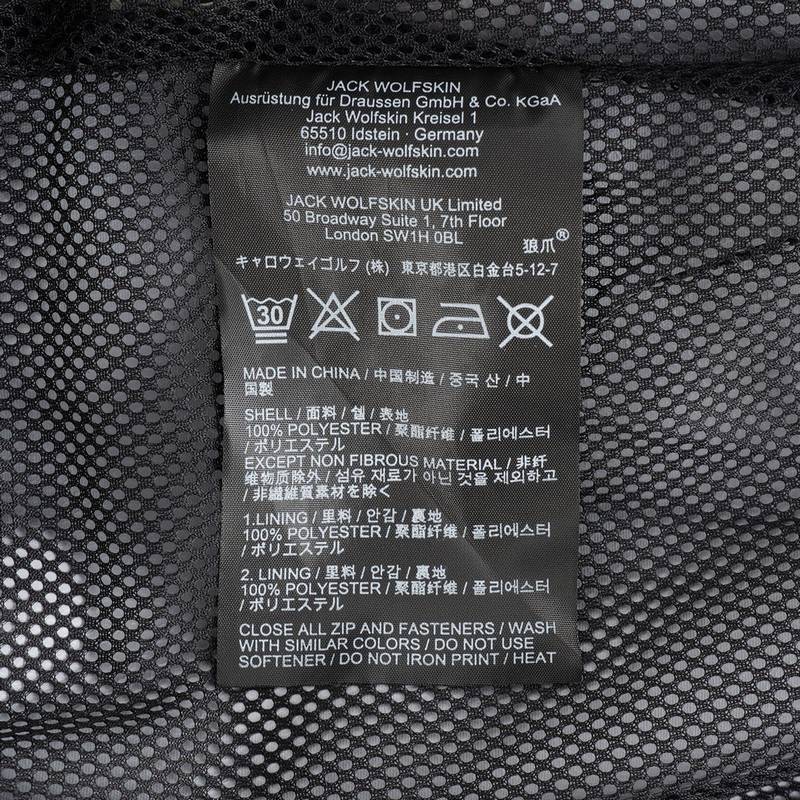 JACK WOLFSKIN
Ausrüstung für Draussen GmbH & Co. KGaA
Jack Wolfskin Kreisel 1
65510 Idstein · Germany
info@jack-wolfskin.com
www.jack-wolfskin.com
JACK WOLFSKIN UK Limited
50 Broadway Suite 1, 7th Floor
London SW1H 0BL
狼爪®
キャロウェイゴルフ(株) 東京都港区白金台5-12-7
30
MADE IN CHINA / 中国制造 / 중국 산 / 中
国製
SHELL / 面料 / 쉘 / 表地
100% POLYESTER / 聚酯纤维 / 폴리에스터
/ ポリエステル
EXCEPT NON FIBROUS MATERIAL / 非纤
维物质除外 / 섬유 재료가 아닌 것을 제외하고
/ 非繊維質素材を除く
1.LINING / 里料 / 안감 / 裏地
100% POLYESTER / 聚酯纤维 / 폴리에스터
/ ポリエステル
2. LINING / 里料 / 안감 / 裏地
100% POLYESTER / 聚酯纤维 / 폴리에스터
/ ポリエステル
CLOSE ALL ZIP AND FASTENERS / WASH
WITH SIMILAR COLORS / DO NOT USE
SOFTENER / DO NOT IRON PRINT / HEAT